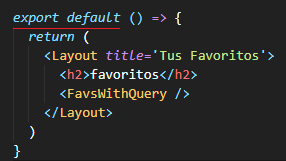 export default () => {
return (
<Layout title='Tus Favoritos'>
<h2>favoritos</h2>
<FavsWithQuery />
</Layout>
)
}